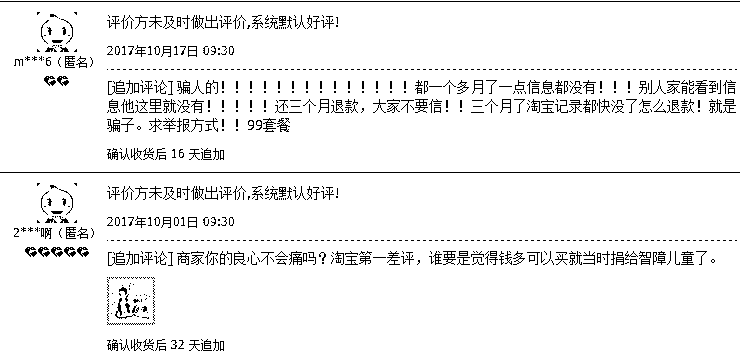 评价方未及时做出评价,系统默认好评!
2017年10月17日 09:30
m***6（匿名）
[追加评论] 骗人的！！！！！！！！！！！！！！都一个多月了一点信息都没有！！！别人家能看到信
息他这里就没有！！！！！还三个月退款，大家不要信！！三个月了淘宝记录都快没了怎么退款！就是
骗子。求举报方式！！99套餐
确认收货后 16 天追加
评价方未及时做出评价,系统默认好评!
2017年10月01日 09:30
2***啊（匿名）
[追加评论] 商家你的良心不会痛吗？淘宝第一差评，谁要是觉得钱多可以买就当时捐给智障儿童了。
确认收货后 32 天追加